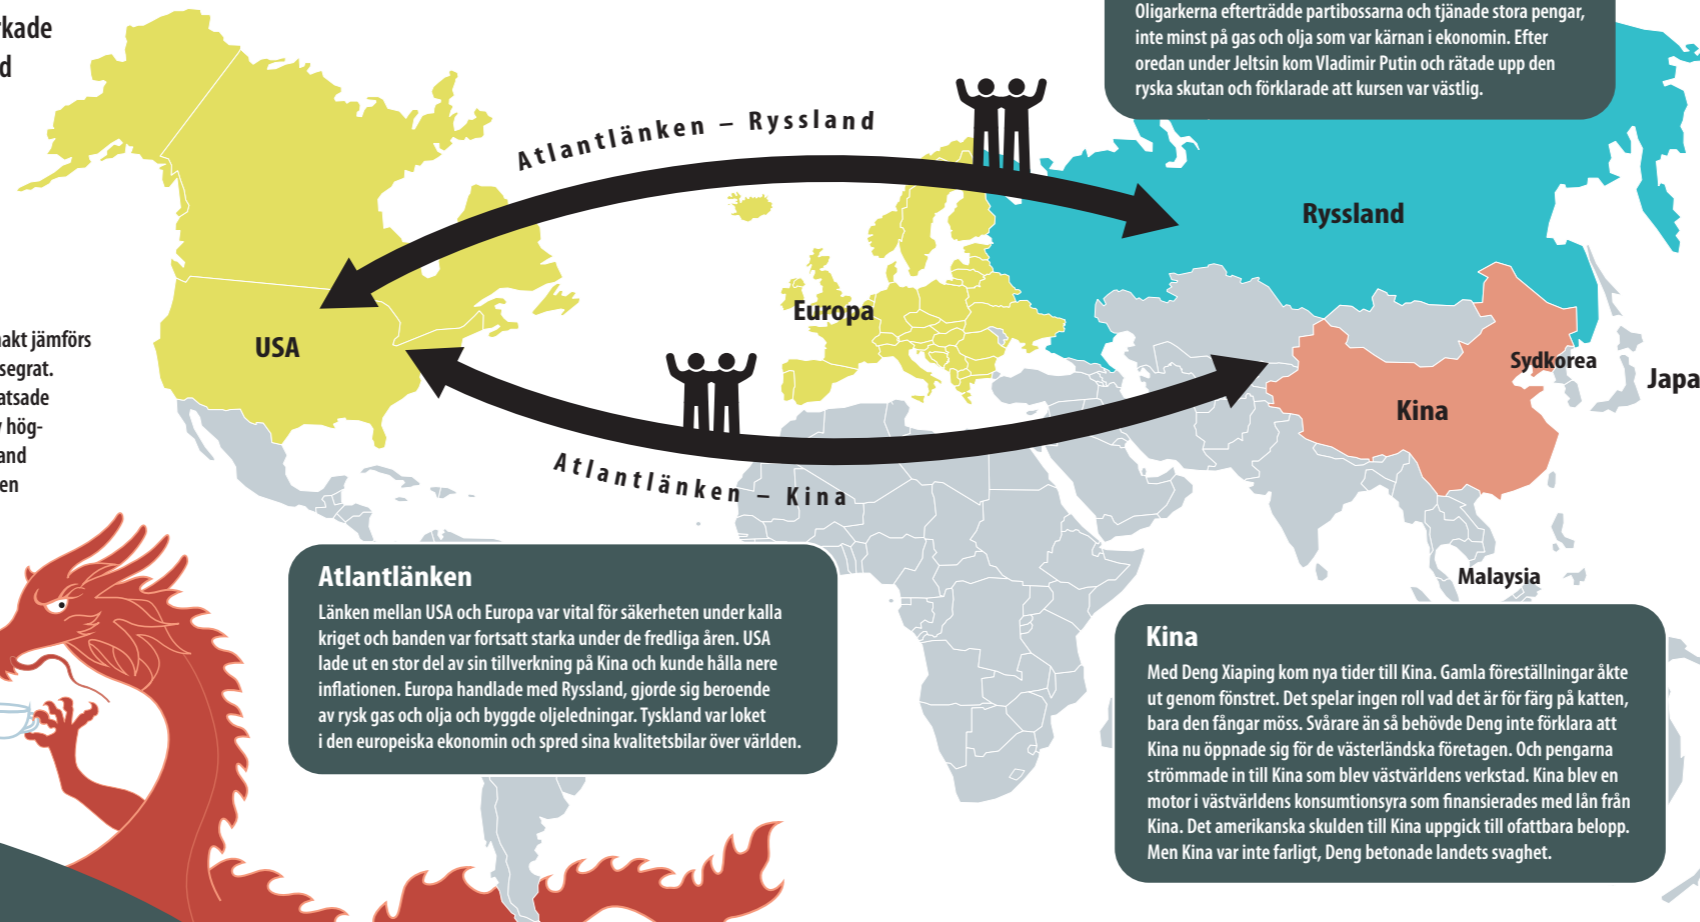 Oligarkerna efterträdde partibossarna och tjänade stora pengar,
inte minst på gas och olja som var kärnan i ekonomin. Efter
oredan under Jeltsin kom Vladimir Putin och rätade upp den
ryska skutan och förklarade att kursen var västlig.
rkade
d
Atlantlänken – Ryssland
Ryssland
Europa
USA
makt jämförs
segrat.
atsade
hög-
and
en
Sydkorea
Japa
Kina
Atlantlänken – Kina
Malaysia
Atlantlänken
Länken mellan USA och Europa var vital för säkerheten under kalla
kriget och banden var fortsatt starka under de fredliga åren. USA
lade ut en stor del av sin tillverkning på Kina och kunde hålla nere
inflationen. Europa handlade med Ryssland, gjorde sig beroende
av rysk gas och olja och byggde oljeledningar. Tyskland var loket
i den europeiska ekonomin och spred sina kvalitetsbilar över världen.
Kina
Med Deng Xiaping kom nya tider till Kina. Gamla föreställningar åkte
ut genom fönstret. Det spelar ingen roll vad det är för färg på katten,
bara den fångar möss. Svårare än så behövde Deng inte förklara att
Kina nu öppnade sig för de västerländska företagen. Och pengarna
strömmade in till Kina som blev västvärldens verkstad. Kina blev en
motor i västvärldens konsumtionsyra som finansierades med lån från
Kina. Det amerikanska skulden till Kina uppgick till ofattbara belopp.
Men Kina var inte farligt, Deng betonade landets svaghet.